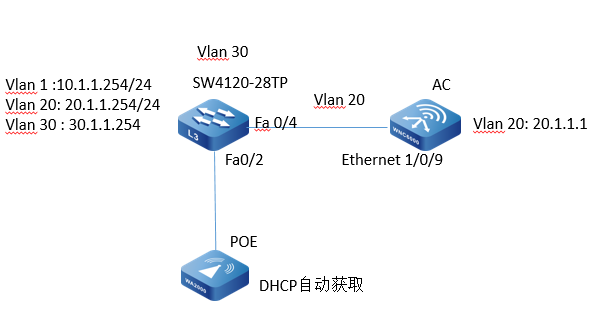 Vlan 30
Vlan 1 :10.1.1.254/24
SW4120-28TP
AC
Vlan 20: 20.1.1.254/24
Vlan 20
Vlan 30 : 30.1.1.254
Fa 0/4
Vlan 20: 20.1.1.1
L3
WNC6000
Fa0/2
Ethernet 1/0/9
POE
WA2000
DHCP自动获取